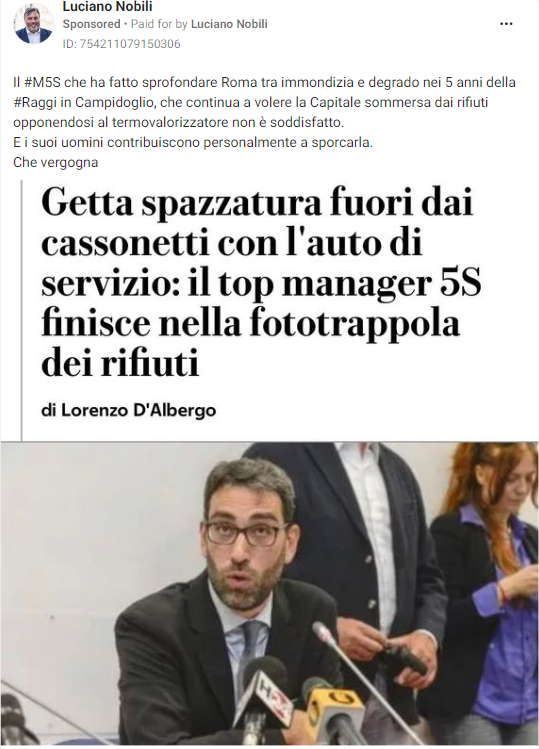 Luciano Nobili
Sponsored • Paid for by Luciano Nobili
ID: 754211079150306
Il #M5S che ha fatto sprofondare Roma tra immondizia e degrado nei 5 anni della
#Raggi in Campidoglio, che continua a volere la Capitale sommersa dai rifiuti
opponendosi al termovalorizzatore non è soddisfatto.
E i suoi uomini contribuiscono personalmente a sporcarla.
Che vergogna
Getta spazzatura fuori dai
cassonetti con l'auto di
servizio: il top manager 5S
finisce nella fototrappola
dei rifiuti
di Lorenzo D'Albergo